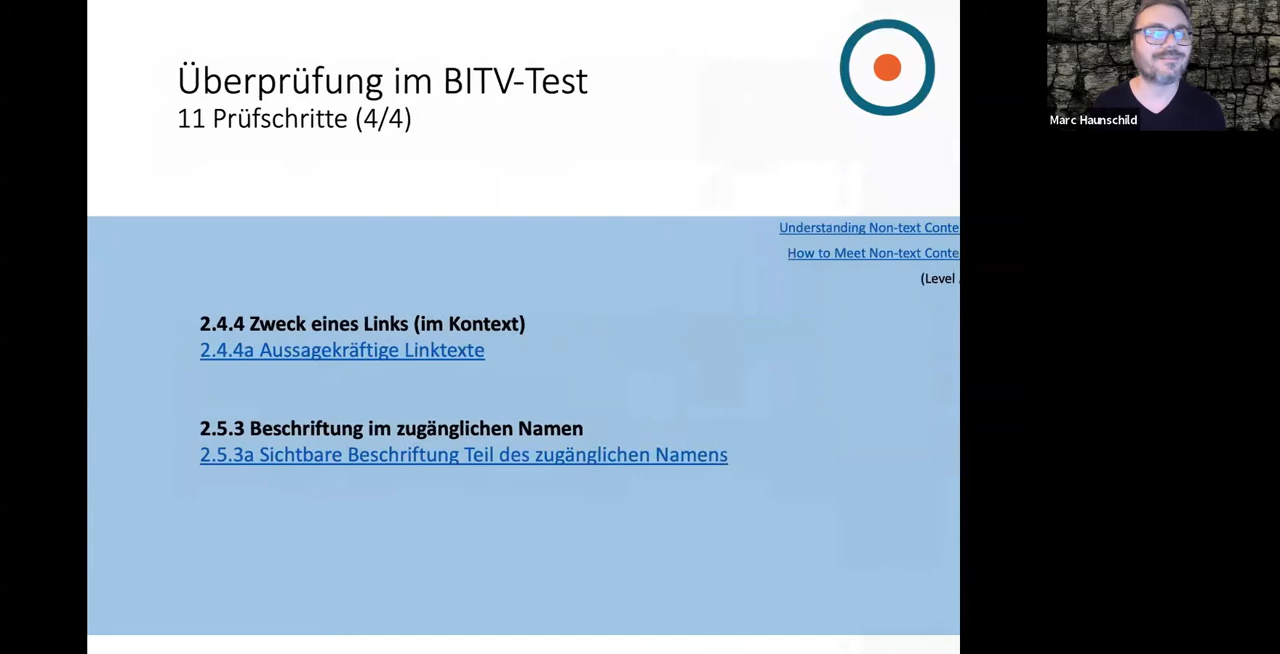 Überprüfung im BITV-Test
11 Prüfschritte (4/4)
Marc Haunschild
Understanding Non-text Conte
How to Meet Non-text Conte
(Level
2.4.4 Zweck eines Links (im Kontext)
2.4.4a Aussagekräftige Linktexte
2.5.3 Beschriftung im zugänglichen Namen
2.5.3a Sichtbare Beschriftung Teil des zugänglichen Namens